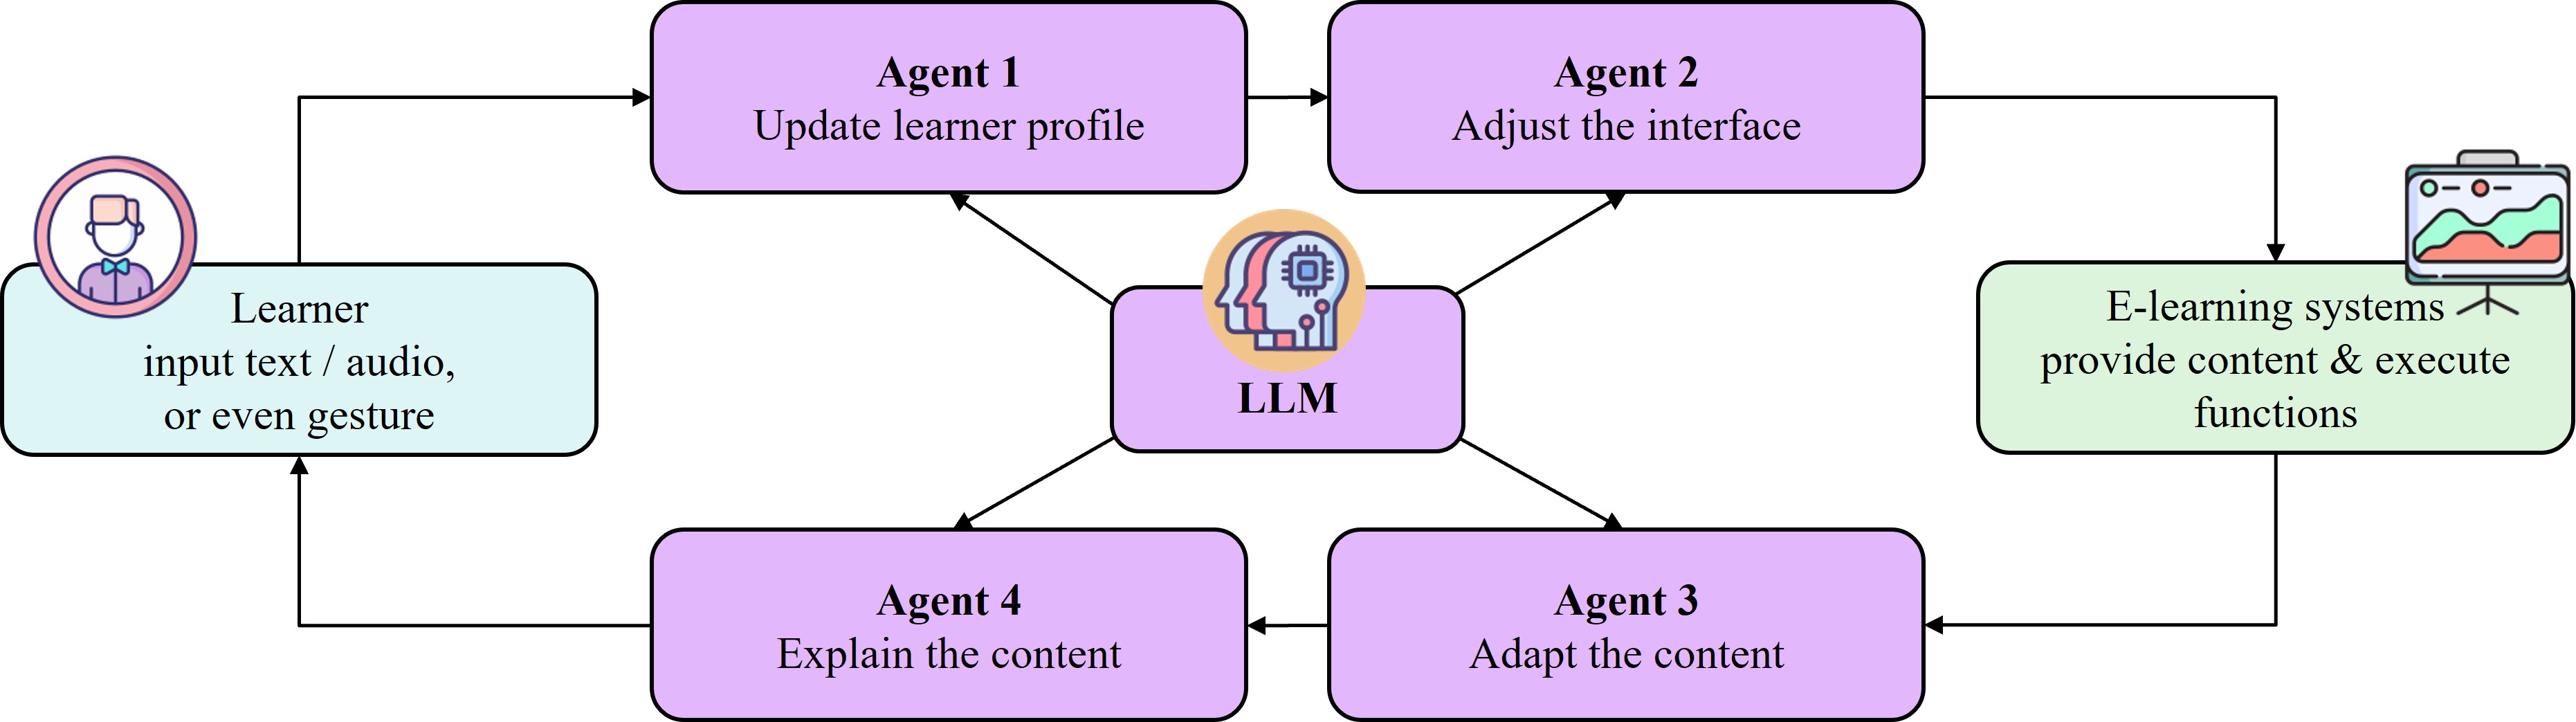 Agent 1
Update learner profile
Agent 2
Adjust the interface
Learner
input text / audio,
or even gesture
LLM
E-learning systems
provide content & execute
functions
Agent 4
Explain the content
Agent 3
Adapt the content